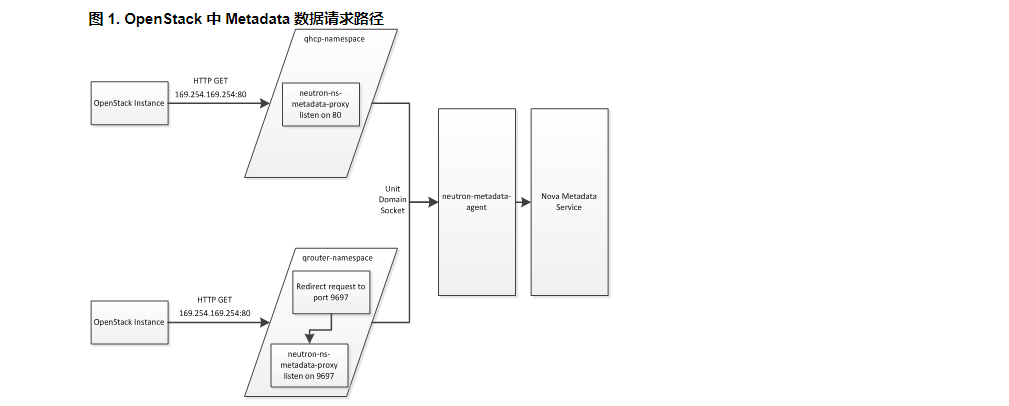 图 1. OpenStack 中 Metadata 数据请求路径
qhcp-namespace
HTTP GET
169.254.169.254:80
OpenStack Instance
neutron-ns-
metadata-proxy
listen on 80
Unit
Domain
Socket
neutron-metadata-
agent
Nova Metadata
Service
qrouter-namespace
Redirect request to
port 9697
HTTP GET
169.254.169.254:80
OpenStack Instance
neutron-ns-
metadata-proxy
listen on 9697